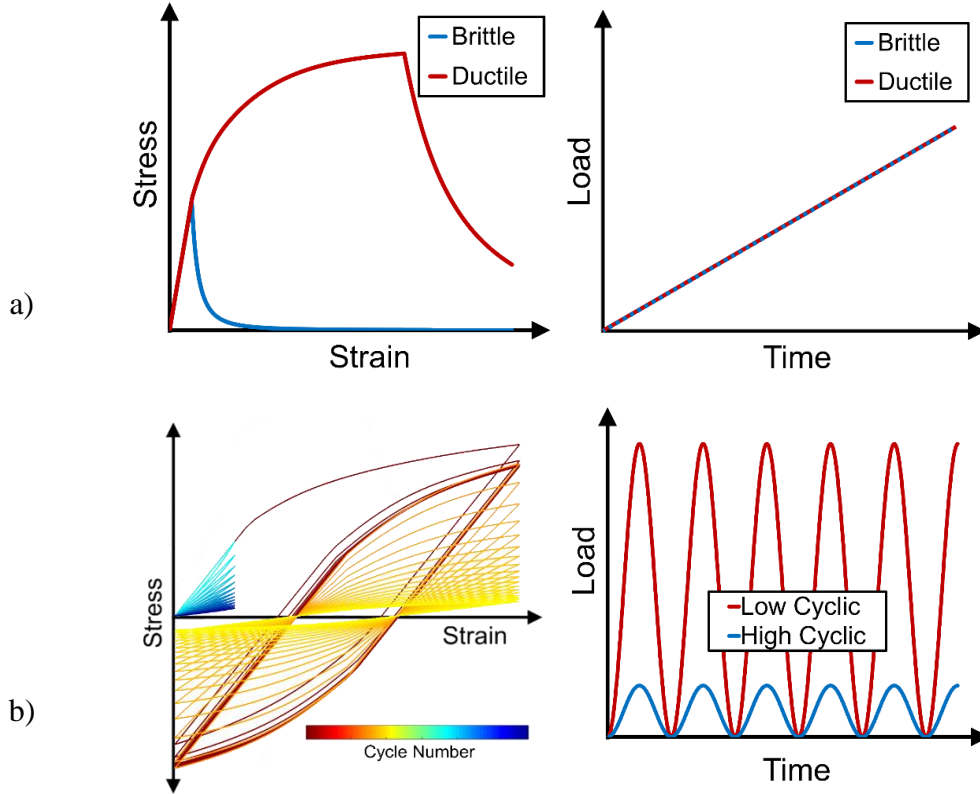 Brittle
Ductile
Stress
Strain
Brittle
Ductile
Load
Time
a)
Stress
Strain
Cycle Number
Low Cyclic
High Cyclic
Load
Time
b)